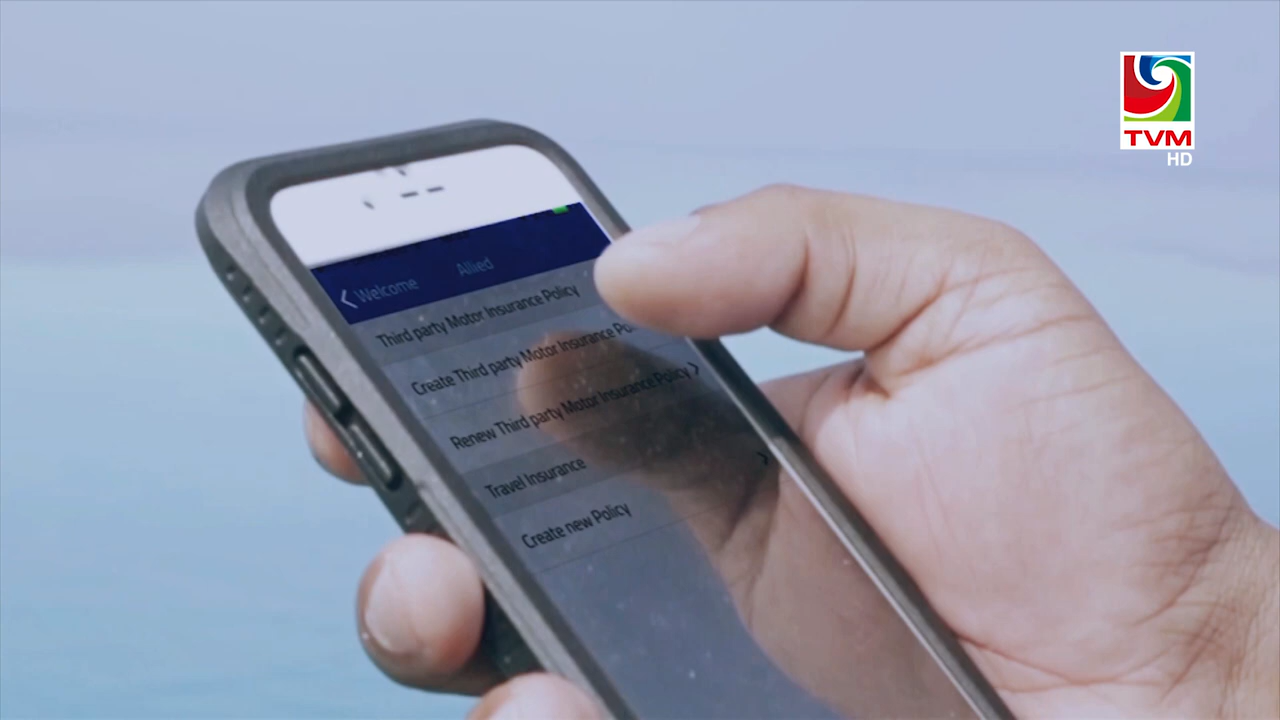 TVM
HD
Welcome
Allied
Third party Motor Insurance Policy
Create Third party Motor Insurance Po
Renew Third party Motor Insurance Policy
Travel Insurance
Create new Policy